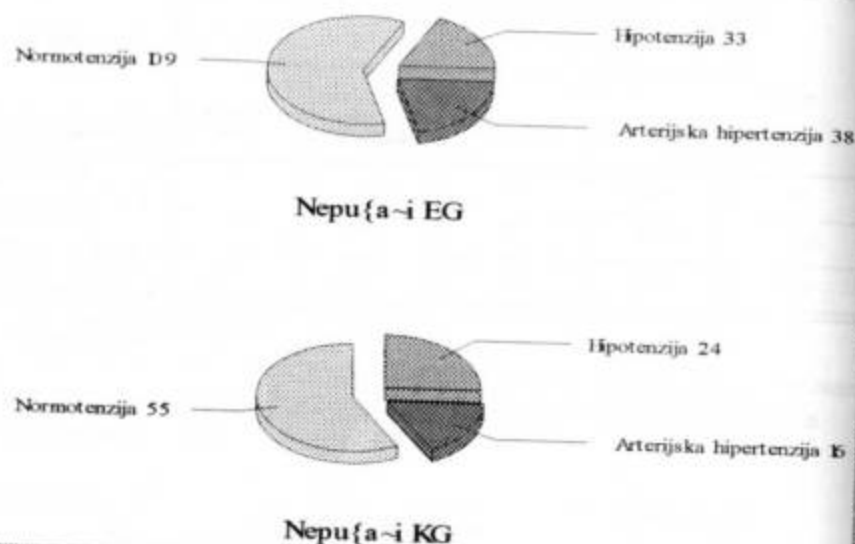 Hipotenzija 33
Normotenzija
Arterijska hipertenzija 38
Nepu{a~i EG
Hipotenzija 24
Normotenzija 55
Arterijska hipertenzija
Nepu{a~i KG